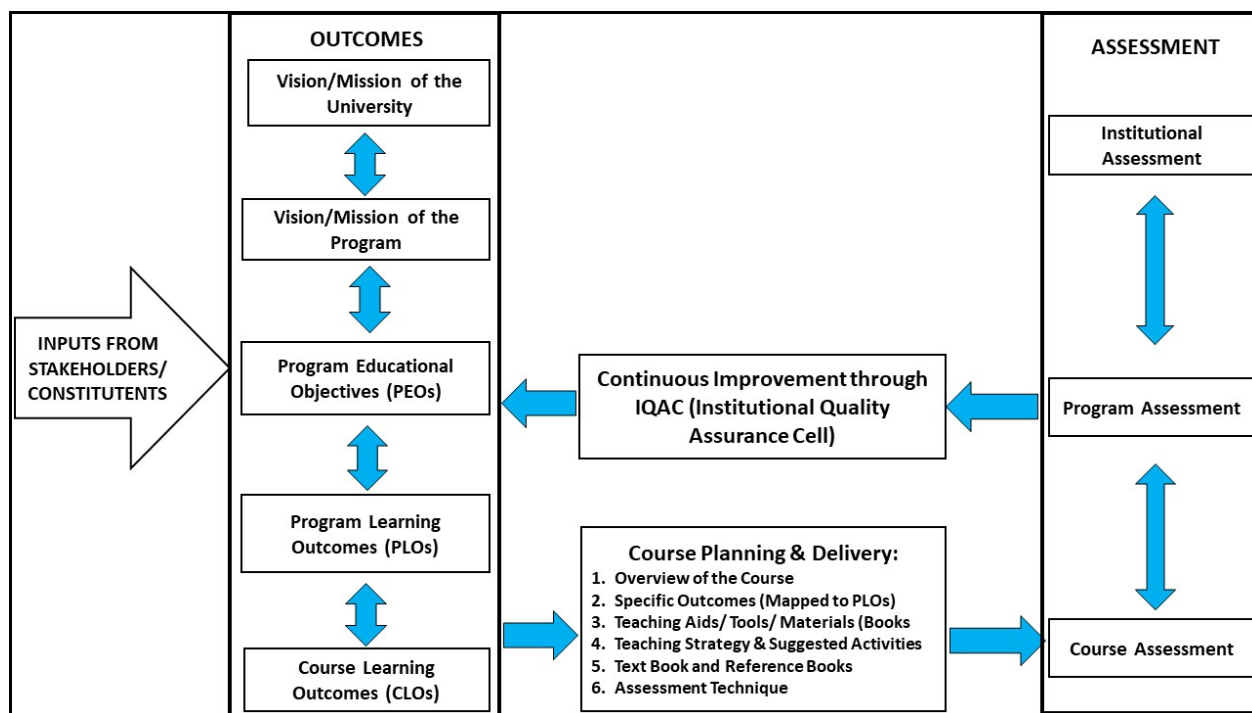 INPUTS FROM
STAKEHOLDERS/
CONSTITUTENTS
OUTCOMES
Vision/Mission of the
University
Vision/Mission of the
Program
Program Educational
Objectives (PEOs)
Program Learning
Outcomes (PLOs)
Course Learning
Outcomes (CLOs)
Continuous Improvement through
IQAC (Institutional Quality
Assurance Cell)
Course Planning & Delivery:
1. Overview of the Course
2. Specific Outcomes (Mapped to PLOs)
3. Teaching Aids/ Tools/ Materials (Books
4. Teaching Strategy & Suggested Activities
5. Text Book and Reference Books
6. Assessment Technique
ASSESSMENT
Institutional
Assessment
Program Assessment
Course Assessment